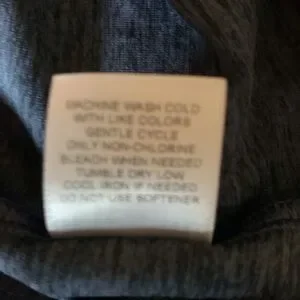 MACHINE WASH COLD
WITH LIKE COLORS
GENTLE CYCLE
ONLY NON-CHLORINE
BLEACH WHEN NEEDED
TUMBLE DRY LOW
COOL IRON IF NEEDED
DO NOT USE SOFTENER